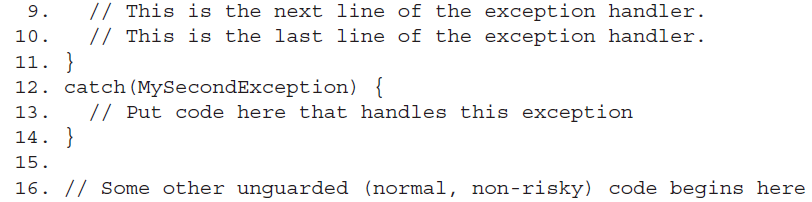 9.   // This is the next line of the exception handler.
10.   // This is the last line of the exception handler.
11. }
12. catch(MySecondException) {
13.   // Put code here that handles this exception
14. }
15.
16. // Some other unguarded (normal, non-risky) code begins here